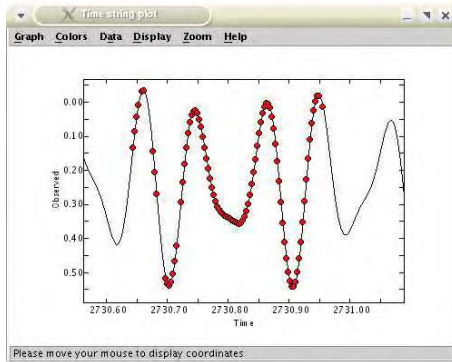 Time string plot
Graph Colors Data Display Zoom Help
0.00
0.10
0.20
0.30
0.40
0.50
Observed
2730.60 2730.70 2730.80 2730.90 2731.00
Time
Please move your mouse to display coordinates